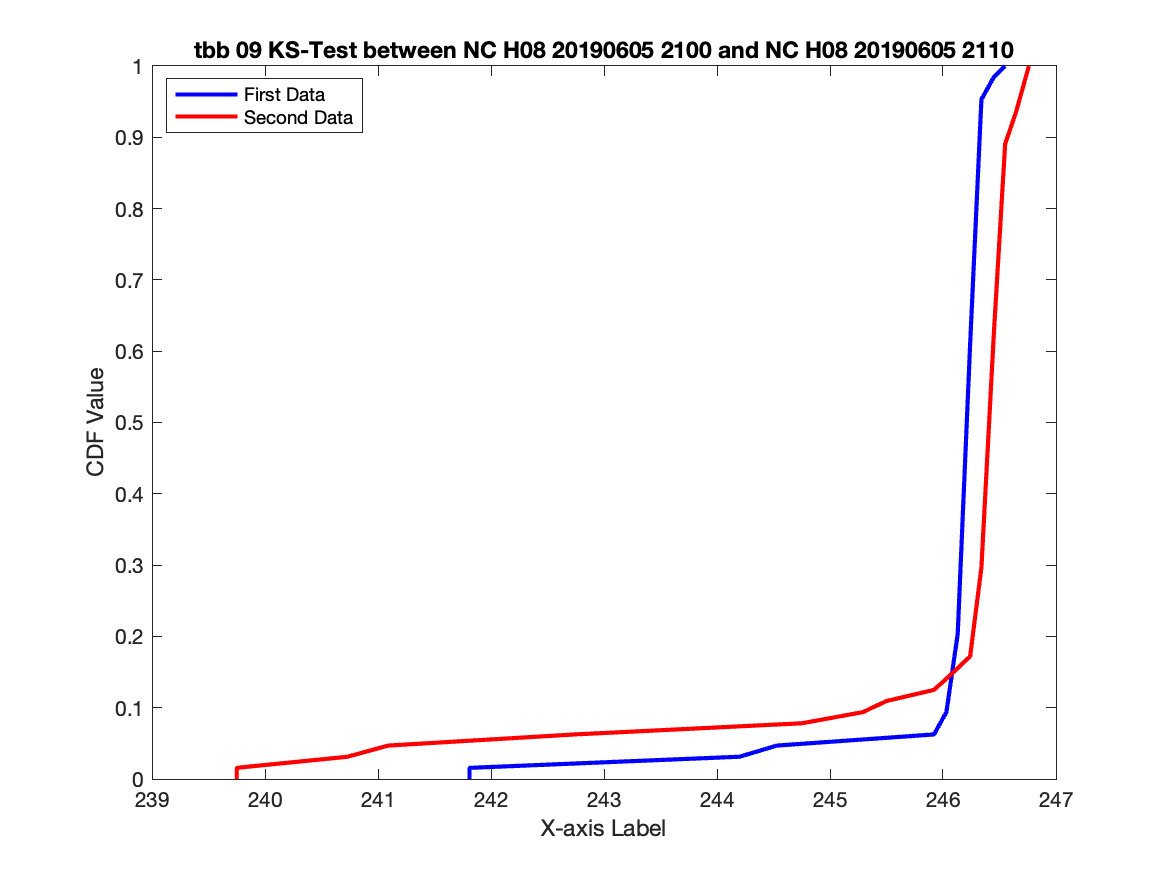 tbb 09 KS-Test between NC H08 20190605 2100 and NC H08 20190605 2110
First Data
Second Data
CDF Value
1
0.9
0.8
0.7
0.6
0.5
0.4
0.3
0.2
0.1
0
239 240 241 242 243 244 245 246 247
X-axis Label